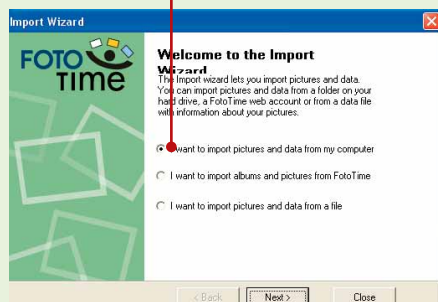 Import Wizard
FOTO
TIME
Welcome to the Import
Wizard
The Import wizard lets you import pictures and data.
You can import pictures and data from a folder on your
hard drive, a FotoTime web account or from a data file
with information about your pictures.
I want to import pictures and data from my computer
I want to import albums and pictures from FotoTime
I want to import pictures and data from a file
< Back
Next >
Close